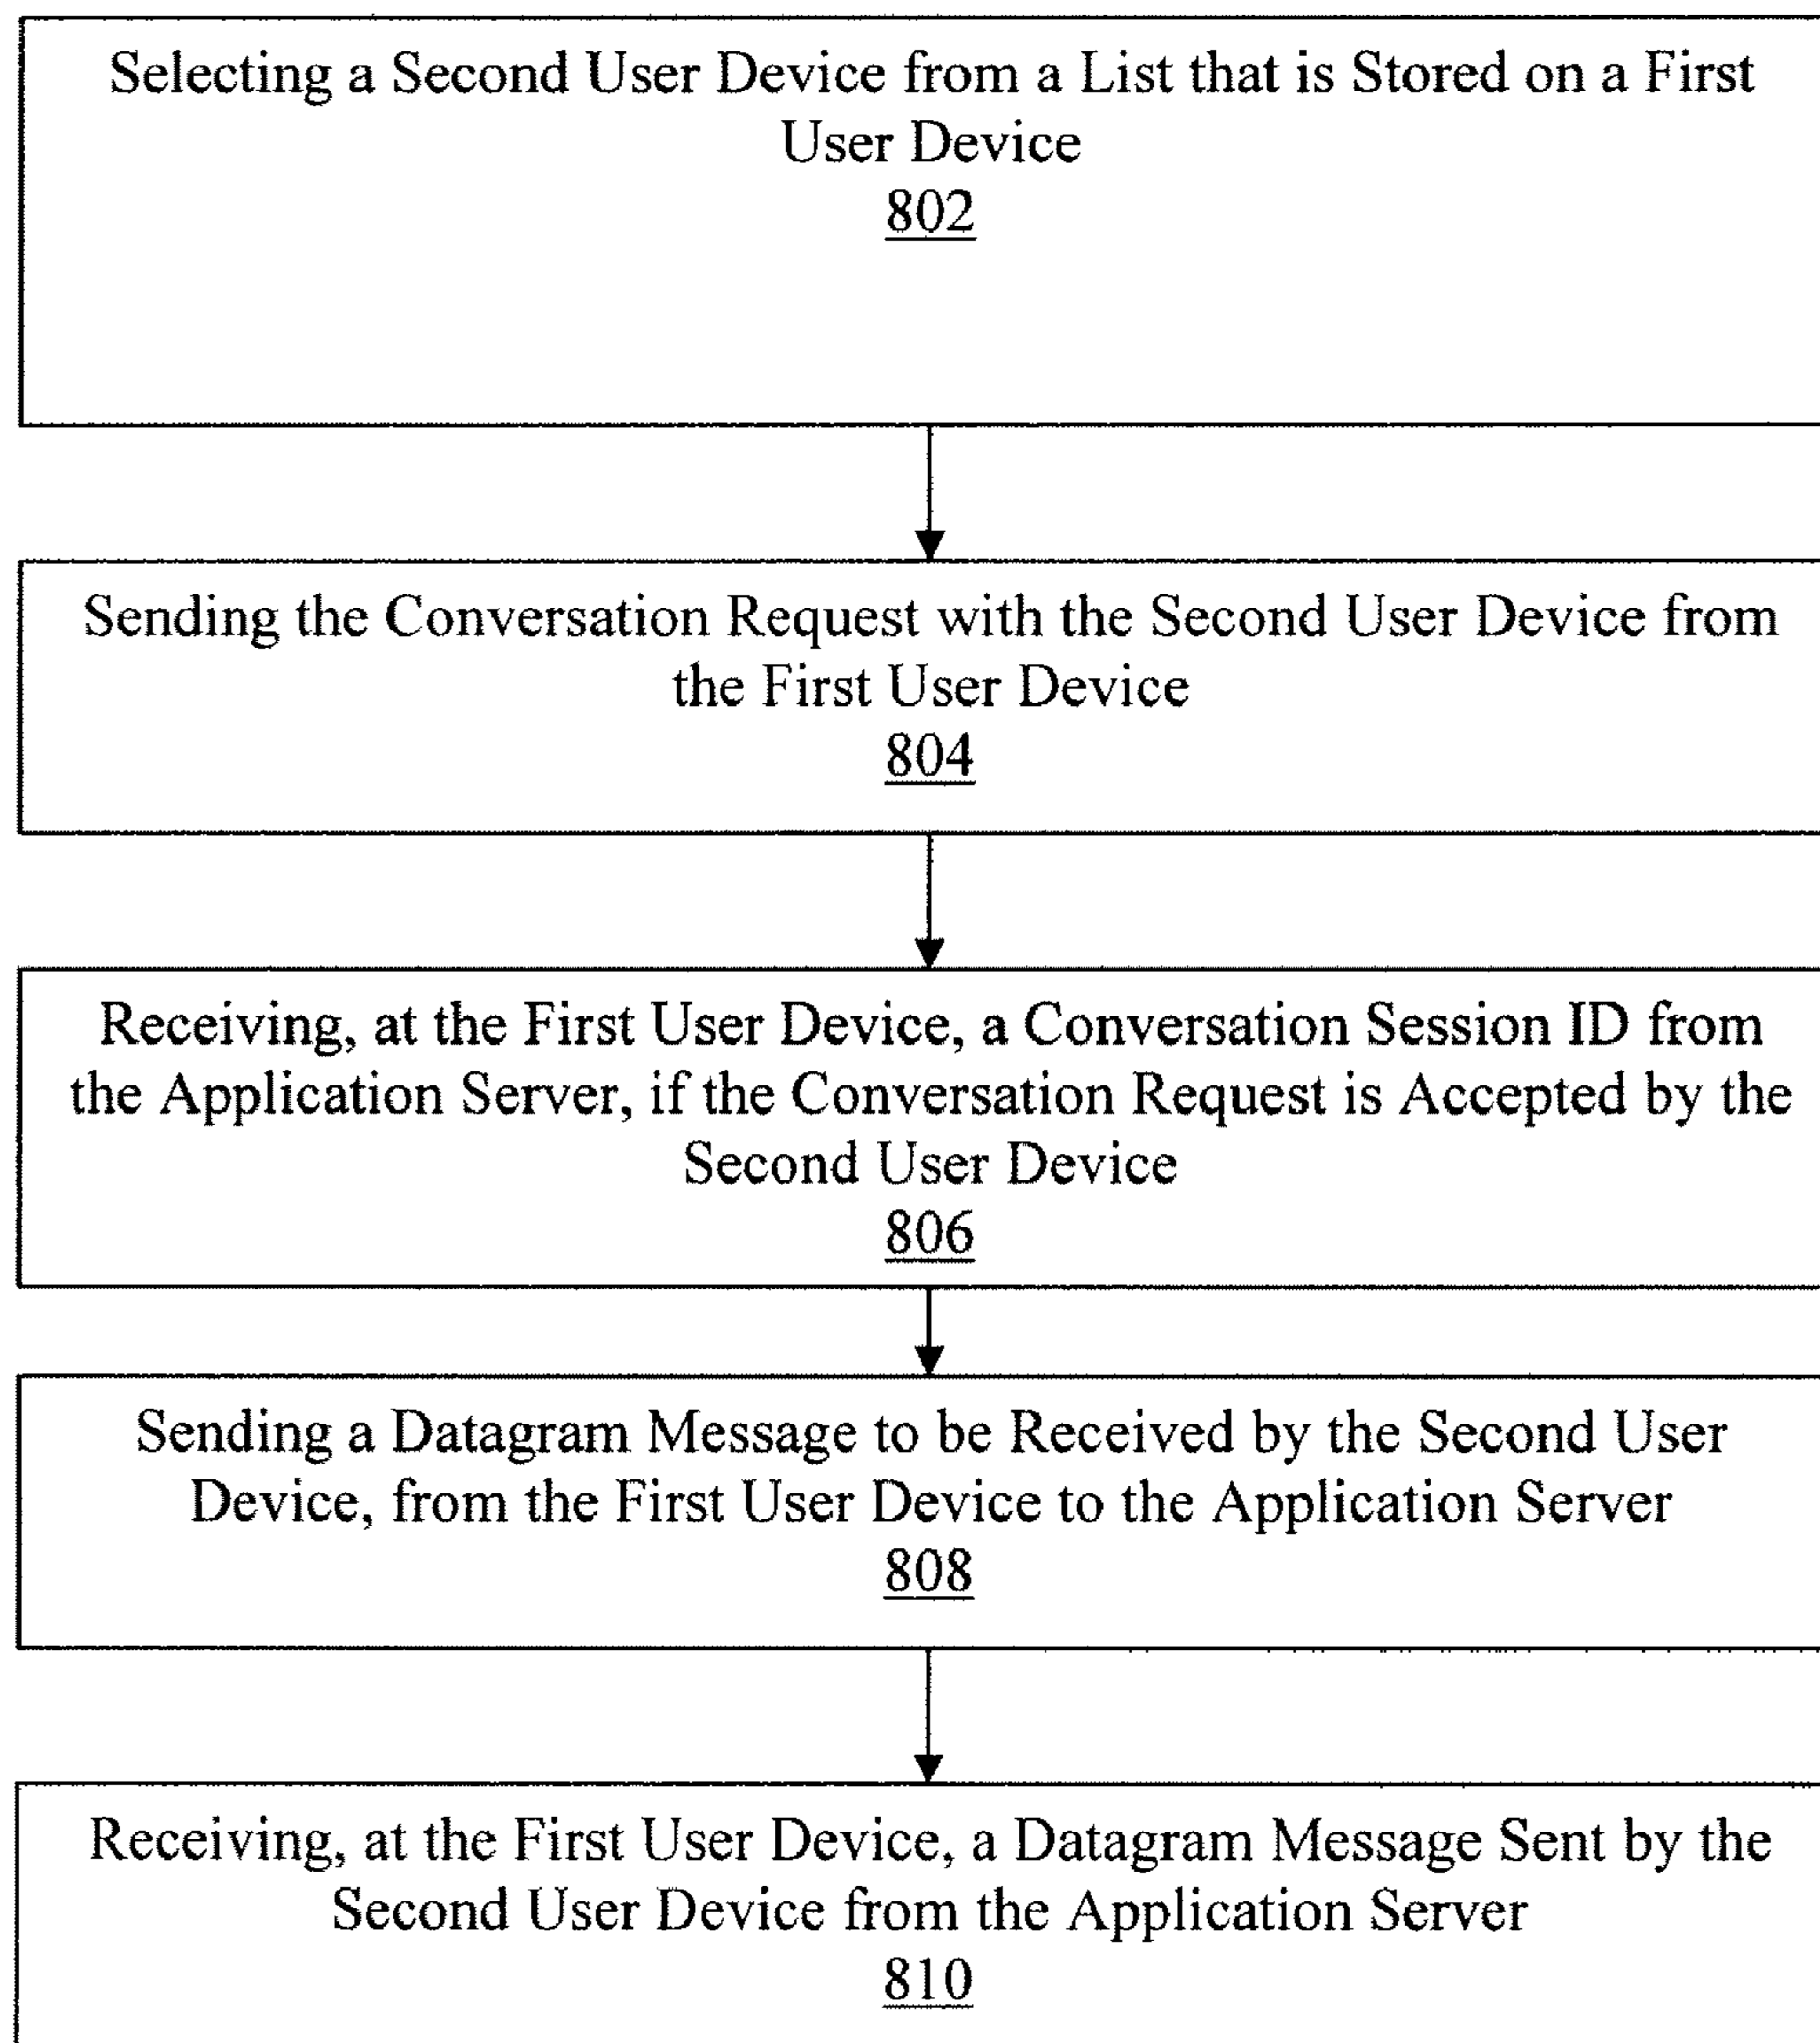 Selecting a Second User Device from a List that is Stored on a First
User Device
802
Sending the Conversation Request with the Second User Device from
the First User Device
804
Receiving, at the First User Device, a Conversation Session ID from
the Application Server, if the Conversation Request is Accepted by the
Second User Device
806
Sending a Datagram Message to be Received by the Second User
Device, from the First User Device to the Application Server
808
Receiving, at the First User Device, a Datagram Message Sent by the
Second User Device from the Application Server
810